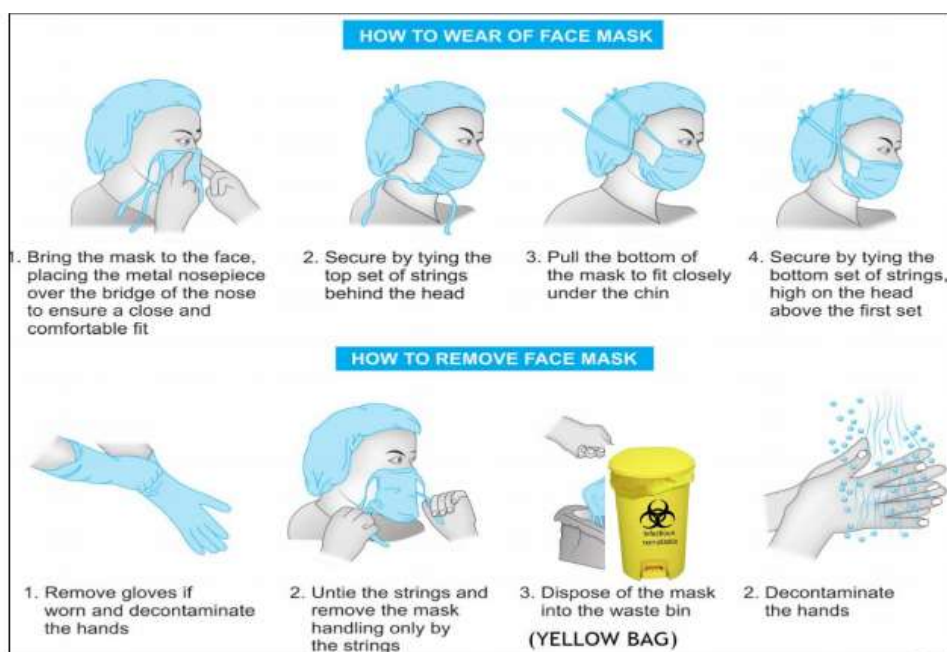 HOW TO WEAR OF FACE MASK
1. Bring the mask to the face,
placing the metal nosepiece
over the bridge of the nose
to ensure a close and
comfortable fit
2. Secure by tying the
top set of strings
behind the head
3. Pull the bottom of
the mask to fit closely
under the chin
4. Secure by tying the
bottom set of strings,
high on the head
above the first set
HOW TO REMOVE FACE MASK
1. Remove gloves if
worn and decontaminate
the hands
2. Untie the strings and
remove the mask
handling only by
the strings
Infectious
non-plastic
3. Dispose of the mask
into the waste bin
(YELLOW BAG)
2. Decontaminate
the hands